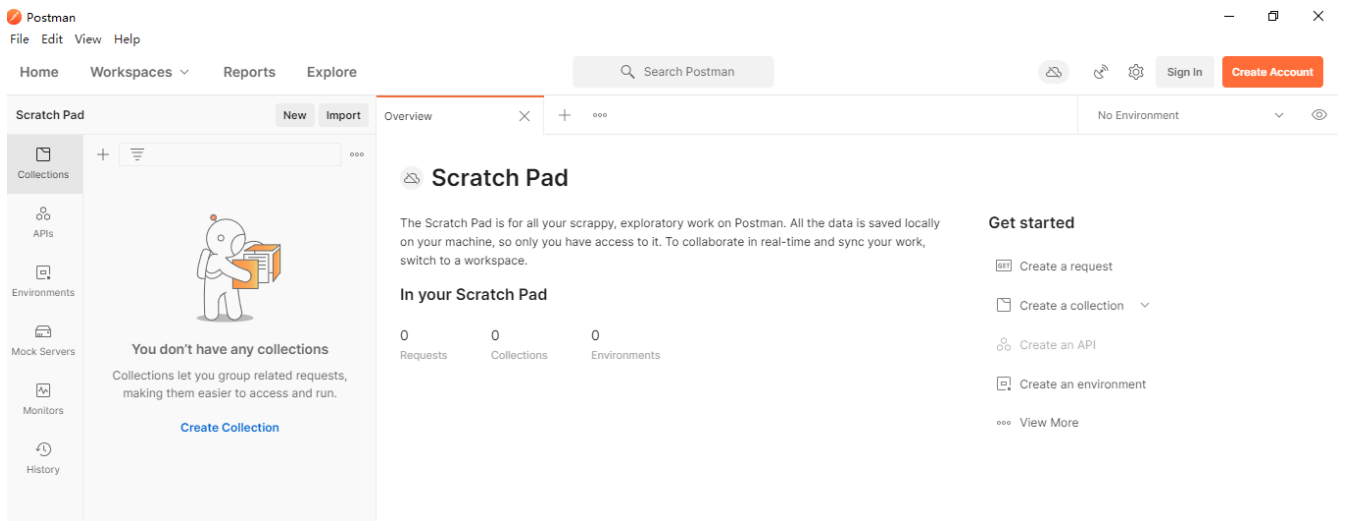 Postman
File Edit View Help
Home Workspaces Reports Explore
Search Postman
Sign In
Create Account
Scratch Pad
New
Import
Overview
No Environment
Collections
APIs
Environments
Mock Servers
Monitors
History
You don't have any collections
Collections let you group related requests,
making them easier to access and run.
Create Collection
Scratch Pad
The Scratch Pad is for all your scrappy, exploratory work on Postman. All the data is saved locally
on your machine, so only you have access to it. To collaborate in real-time and sync your work,
switch to a workspace.
In your Scratch Pad
0 0 0
Requests Collections Environments
Get started
GET Create a request
Create a collection
Create an API
Create an environment
View More